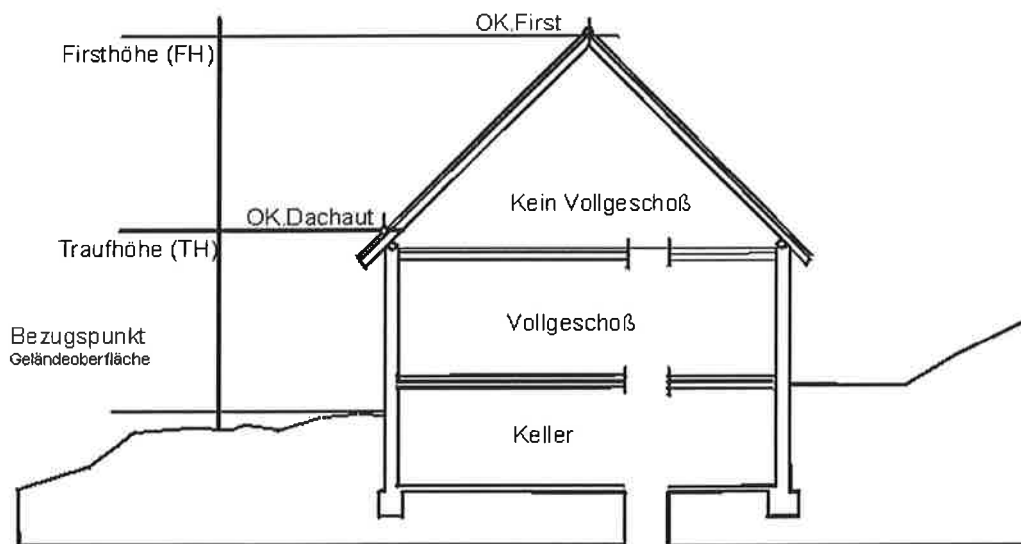 OK.First
Firsthöhe (FH)
Kein Vollgeschoß
OK.Dachaut
Traufhöhe (TH)
Vollgeschoß
Bezugspunkt
Geländeoberfläche
Keller